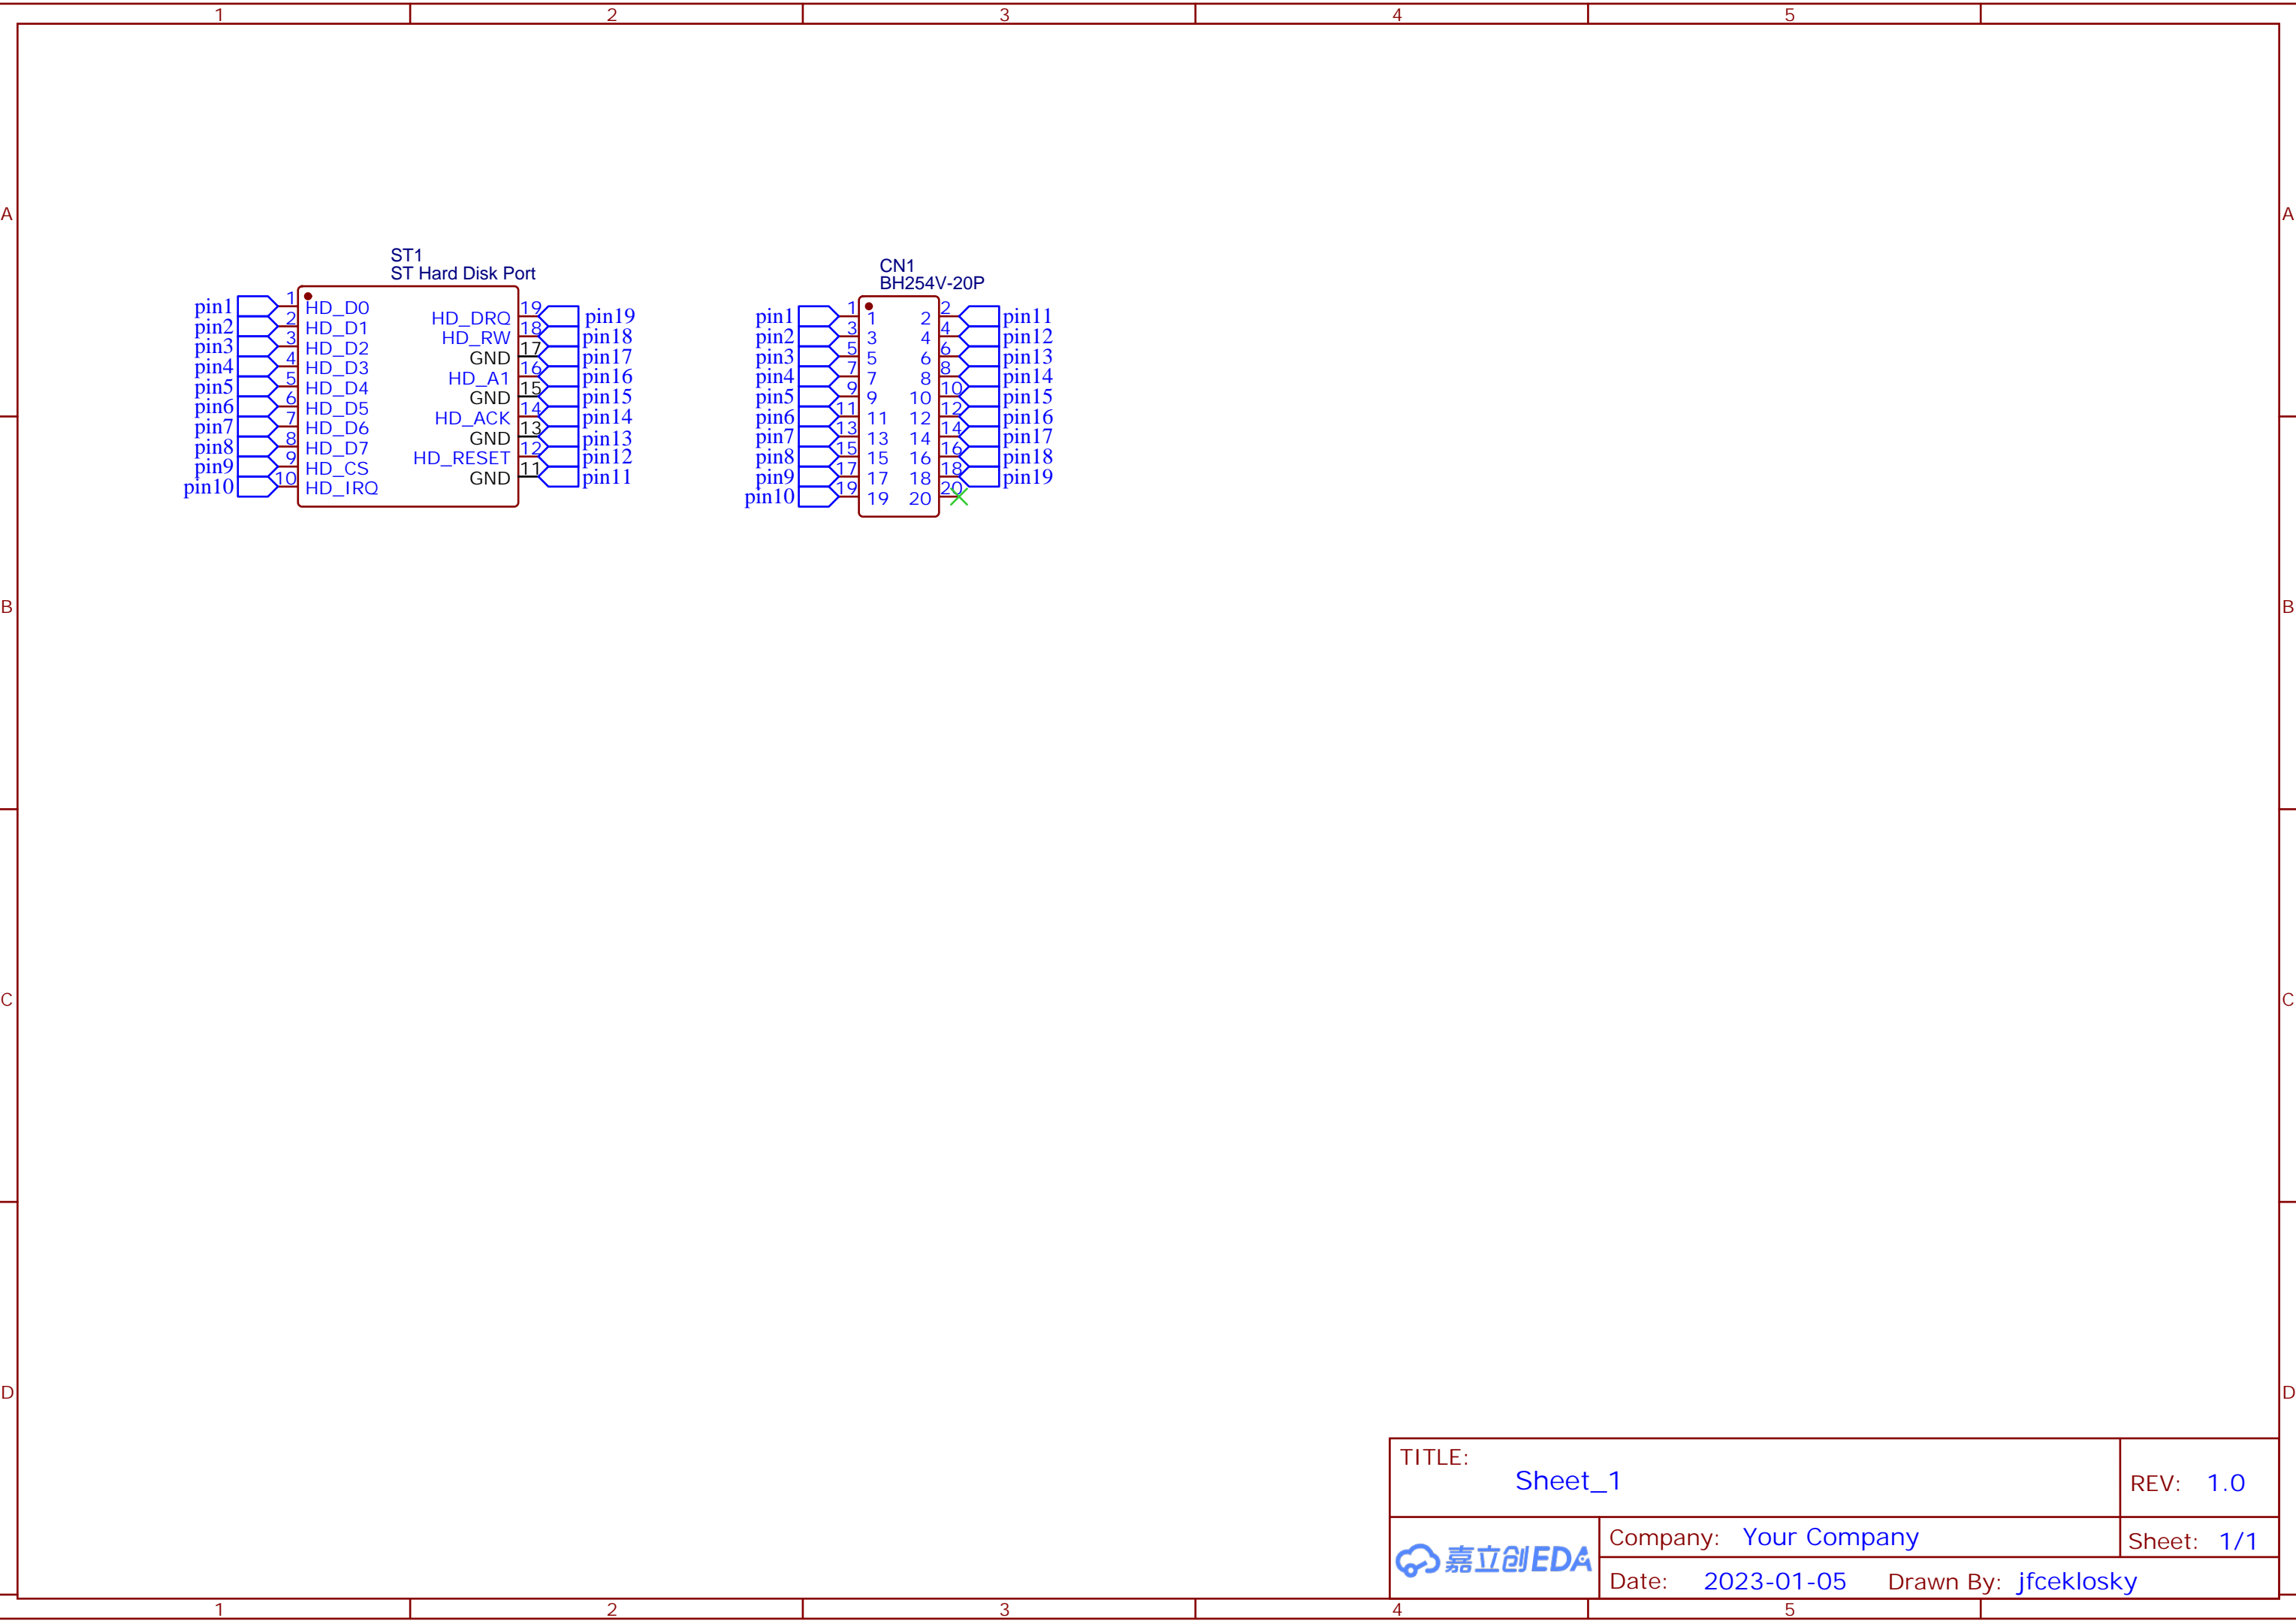 1 2 3 4 5
A A
ST1
ST Hard Disk Port
CN1
BH254V-20P
pin1 1 HD_D0
pin2 2 HD_D1
pin3 3 HD_D2
pin4 4 HD_D3
pin5 5 HD_D4
pin6 6 HD_D5
pin7 7 HD_D6
pin8 8 HD_D7
pin9 9 HD_CS
pin10 10 HD_IRQ
HD_DRQ 19 pin19
HD_RW 18 pin18
GND 17 pin17
HD_A1 16 pin16
GND 15 pin15
HD_ACK 14 pin14
GND 13 pin13
HD_RESET 12 pin12
GND 11 pin11
pin1 1 1 2 2 pin11
pin2 3 3 4 4 pin12
pin3 5 5 6 6 pin13
pin4 7 7 8 8 pin14
pin5 9 9 10 10 pin15
pin6 11 11 12 12 pin16
pin7 13 13 14 14 pin17
pin8 15 15 16 16 pin18
pin9 17 17 18 18 pin19
pin10 19 19 20 20
B B
C C
D D
TITLE:
Sheet_1
REV: 1.0
嘉立创EDA
Company: Your Company
Sheet: 1/1
Date: 2023-01-05 Drawn By: jfceklosky
1 2 3 4 5